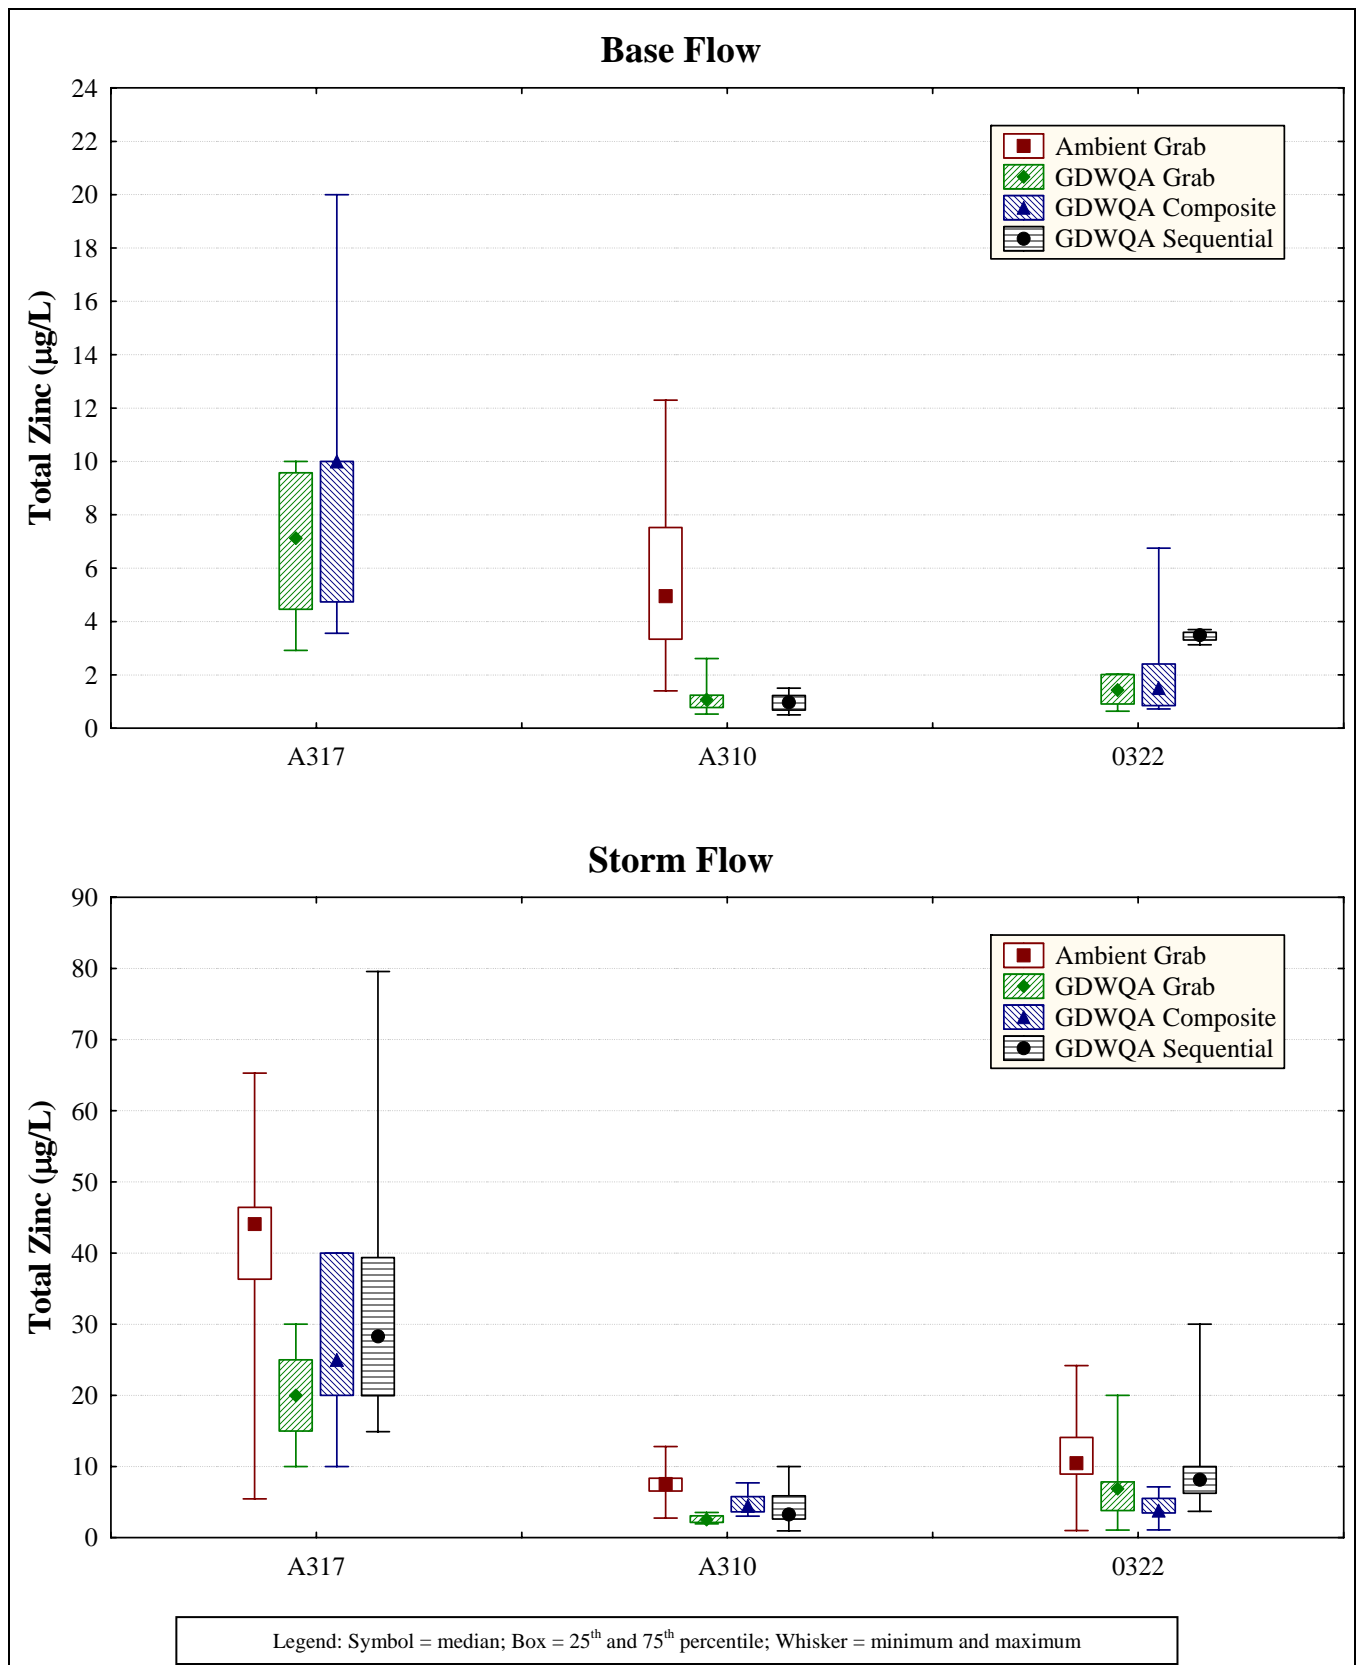 Base Flow
24
22
20
18
16
14
12
10
8
6
4
2
0
Total Zinc (µg/L)
Ambient Grab
GDWQA Grab
GDWQA Composite
GDWQA Sequential
A317 A310 0322
Storm Flow
90
80
70
60
50
40
30
20
10
0
Total Zinc (µg/L)
Ambient Grab
GDWQA Grab
GDWQA Composite
GDWQA Sequential
A317 A310 0322
Legend: Symbol = median; Box = 25th and 75th percentile; Whisker = minimum and maximum